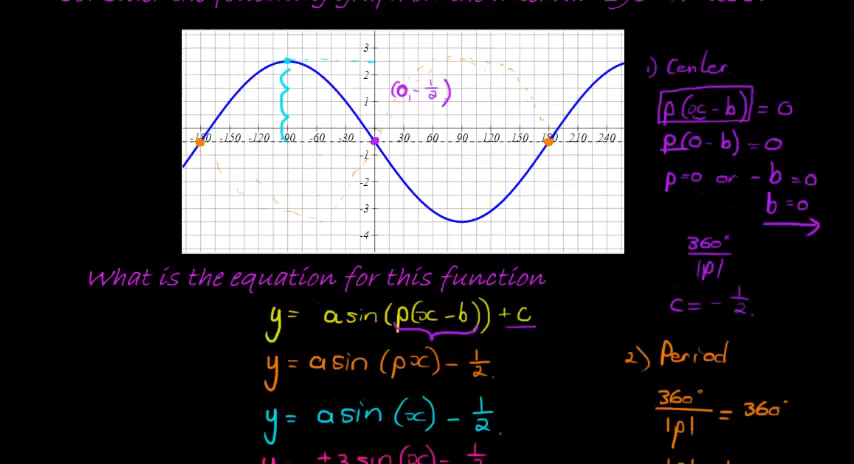 3
2
1
(0, -1/2)
-180 -150 -120 -90 -60 -30 30 60 90 120 150 180 210 240
-1
-2
-3
-4
1) Center
p(x - b) = 0
p(0 - b) = 0
p=0 or - b = 0
b = 0
360°/|p|
c = - 1/2.
What is the equation for this function
y = a sin (p(x - b)) + c
y = a sin (px) - 1/2.
y = a sin (x) - 1/2.
2) Period
360°/|p| = 360°